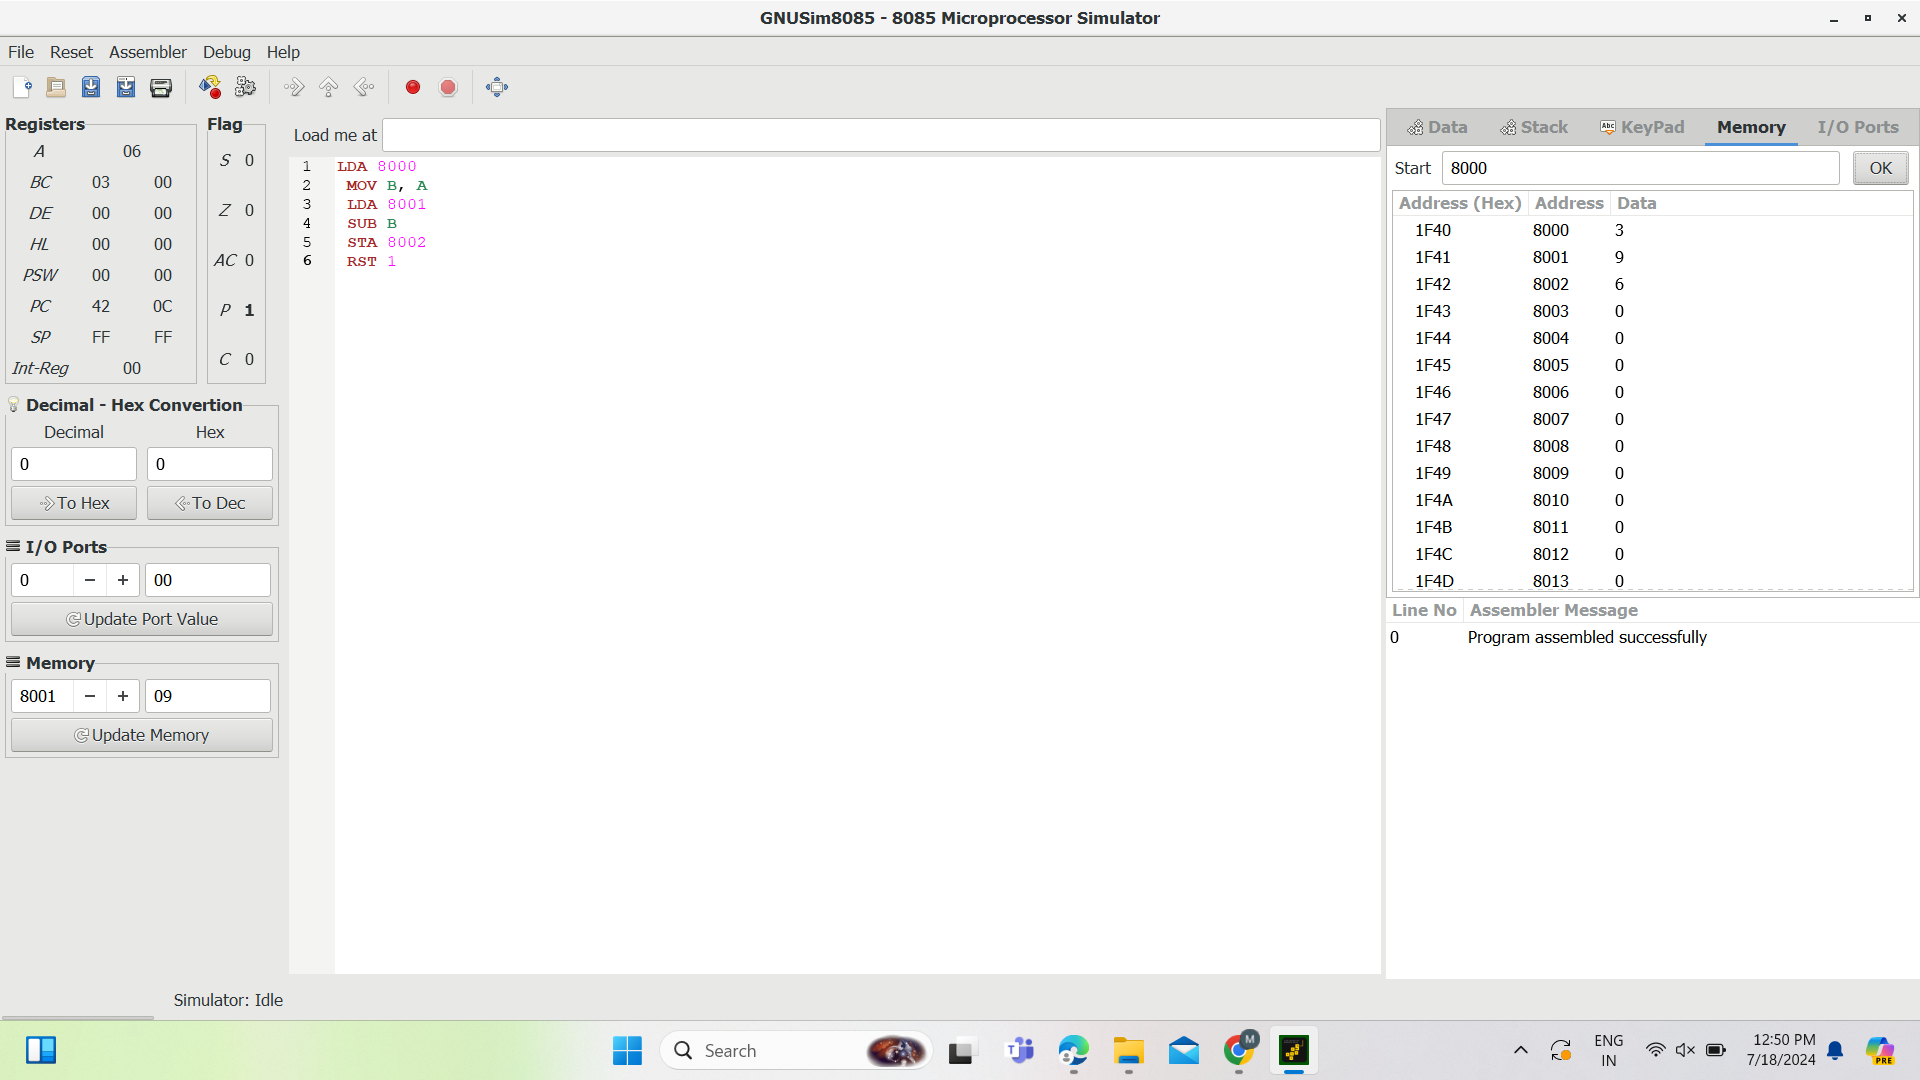 GNUSim8085 - 8085 Microprocessor Simulator
File Reset Assembler Debug Help
Registers
A 06
BC 03 00
DE 00 00
HL 00 00
PSW 00 00
PC 42 0C
SP FF FF
Int-Reg 00
Flag
S 0
Z 0
AC 0
P 1
C 0
Decimal - Hex Convertion
Decimal Hex
0 0
To Hex To Dec
I/O Ports
0 − + 00
Update Port Value
Memory
8001 − + 09
Update Memory
Load me at
1 LDA 8000
2 MOV B, A
3 LDA 8001
4 SUB B
5 STA 8002
6 RST 1
Data Stack Abc KeyPad Memory I/O Ports
Start 8000 OK
Address (Hex) Address Data
1F40 8000 3
1F41 8001 9
1F42 8002 6
1F43 8003 0
1F44 8004 0
1F45 8005 0
1F46 8006 0
1F47 8007 0
1F48 8008 0
1F49 8009 0
1F4A 8010 0
1F4B 8011 0
1F4C 8012 0
1F4D 8013 0
Line No Assembler Message
0 Program assembled successfully
Simulator: Idle
Search
M
ENG
IN
12:50 PM
7/18/2024
PRE